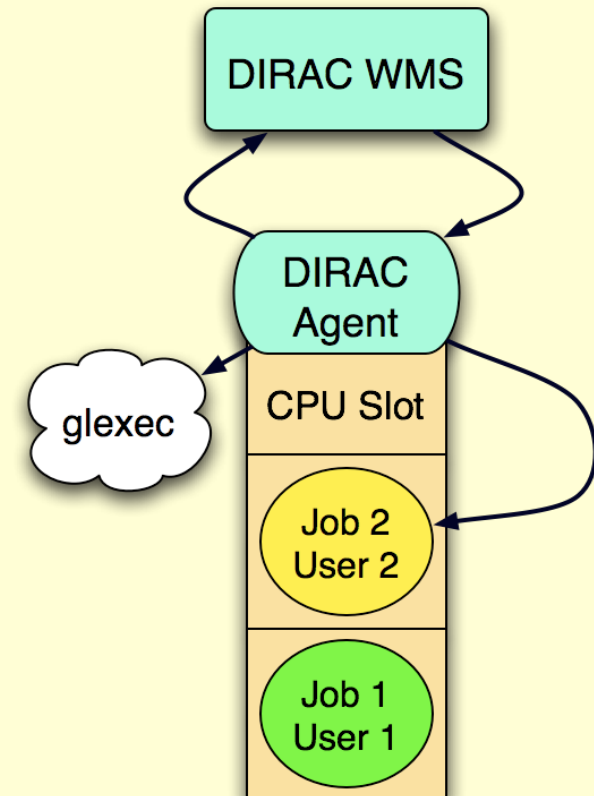 DIRAC WMS
DIRAC
Agent
glexec
CPU Slot
Job 2
User 2
Job 1
User 1